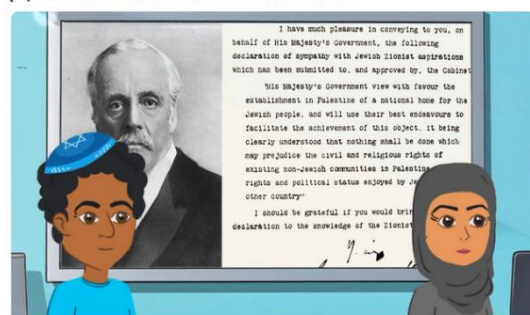 I have much pleasure in conveying to you, on
behalf of His Majesty's Government, the following
declaration of sympathy with Jewish Zionist aspirations
which has been submitted to, and approved by, the Cabinet
"His Majesty's Government view with favour the
establishment in Palestine of a national home for the
Jewish people, and will use their best endeavours to
facilitate the achievement of this object, it being
clearly understood that nothing shall be done which
may prejudice the civil and religious rights of
existing non-Jewish communities in Palestine
rights and political status enjoyed by
other country"
I should be grateful if you would
declaration to the knowledge of the Zionist